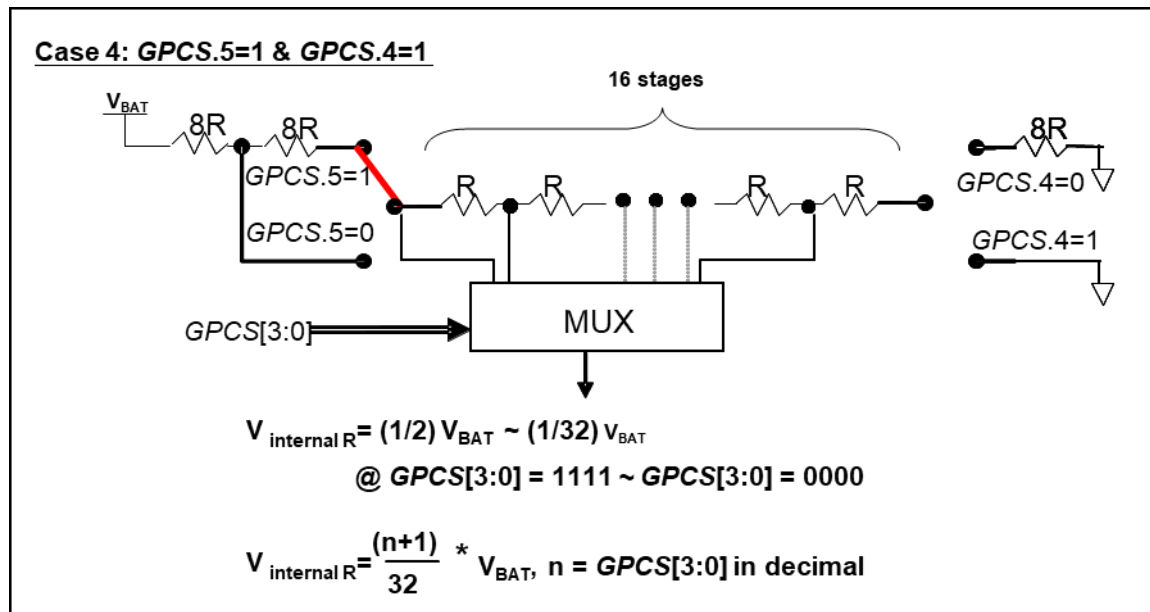 Case 4: GPCS.5=1 & GPCS.4=1
16 stages
VBAT
8R 8R 8R
GPCS.5=1
R R R R
GPCS.4=0
GPCS.5=0
GPCS.4=1
MUX
GPCS[3:0]
V internal R= (1/2) VBAT ~ (1/32) VBAT
@ GPCS[3:0] = 1111 ~ GPCS[3:0] = 0000
V internal R= (n+1)/32 * VBAT, n = GPCS[3:0] in decimal